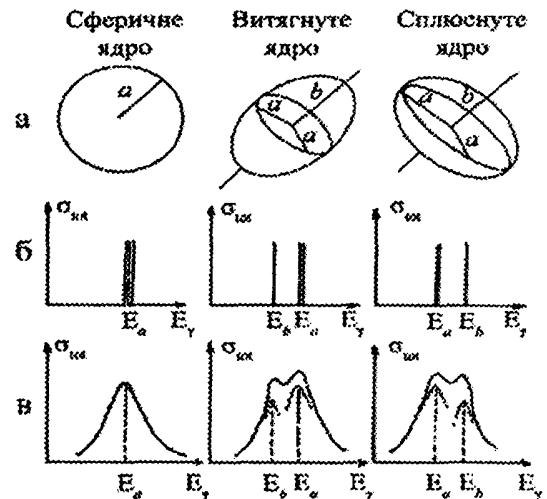 Сферичне ядро
Витягнуте ядро
Сплюснуте ядро
а
a
a b a
a b a
б
σ
σ
σ
E_a E_γ
E_b E_a E_γ
E_a E_b E_γ
в
σ
σ
σ
E_a E_γ
E_b E_a E_γ
E_a E_b E_γ